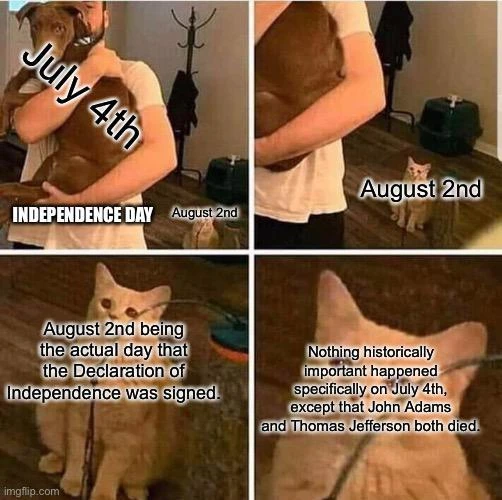 July 4th
INDEPENDENCE DAY
August 2nd
August 2nd
August 2nd being
the actual day that
the Declaration of
Independence was signed.
Nothing historically
important happened
specifically on July 4th,
except that John Adams
and Thomas Jefferson both died.
imgflip.com